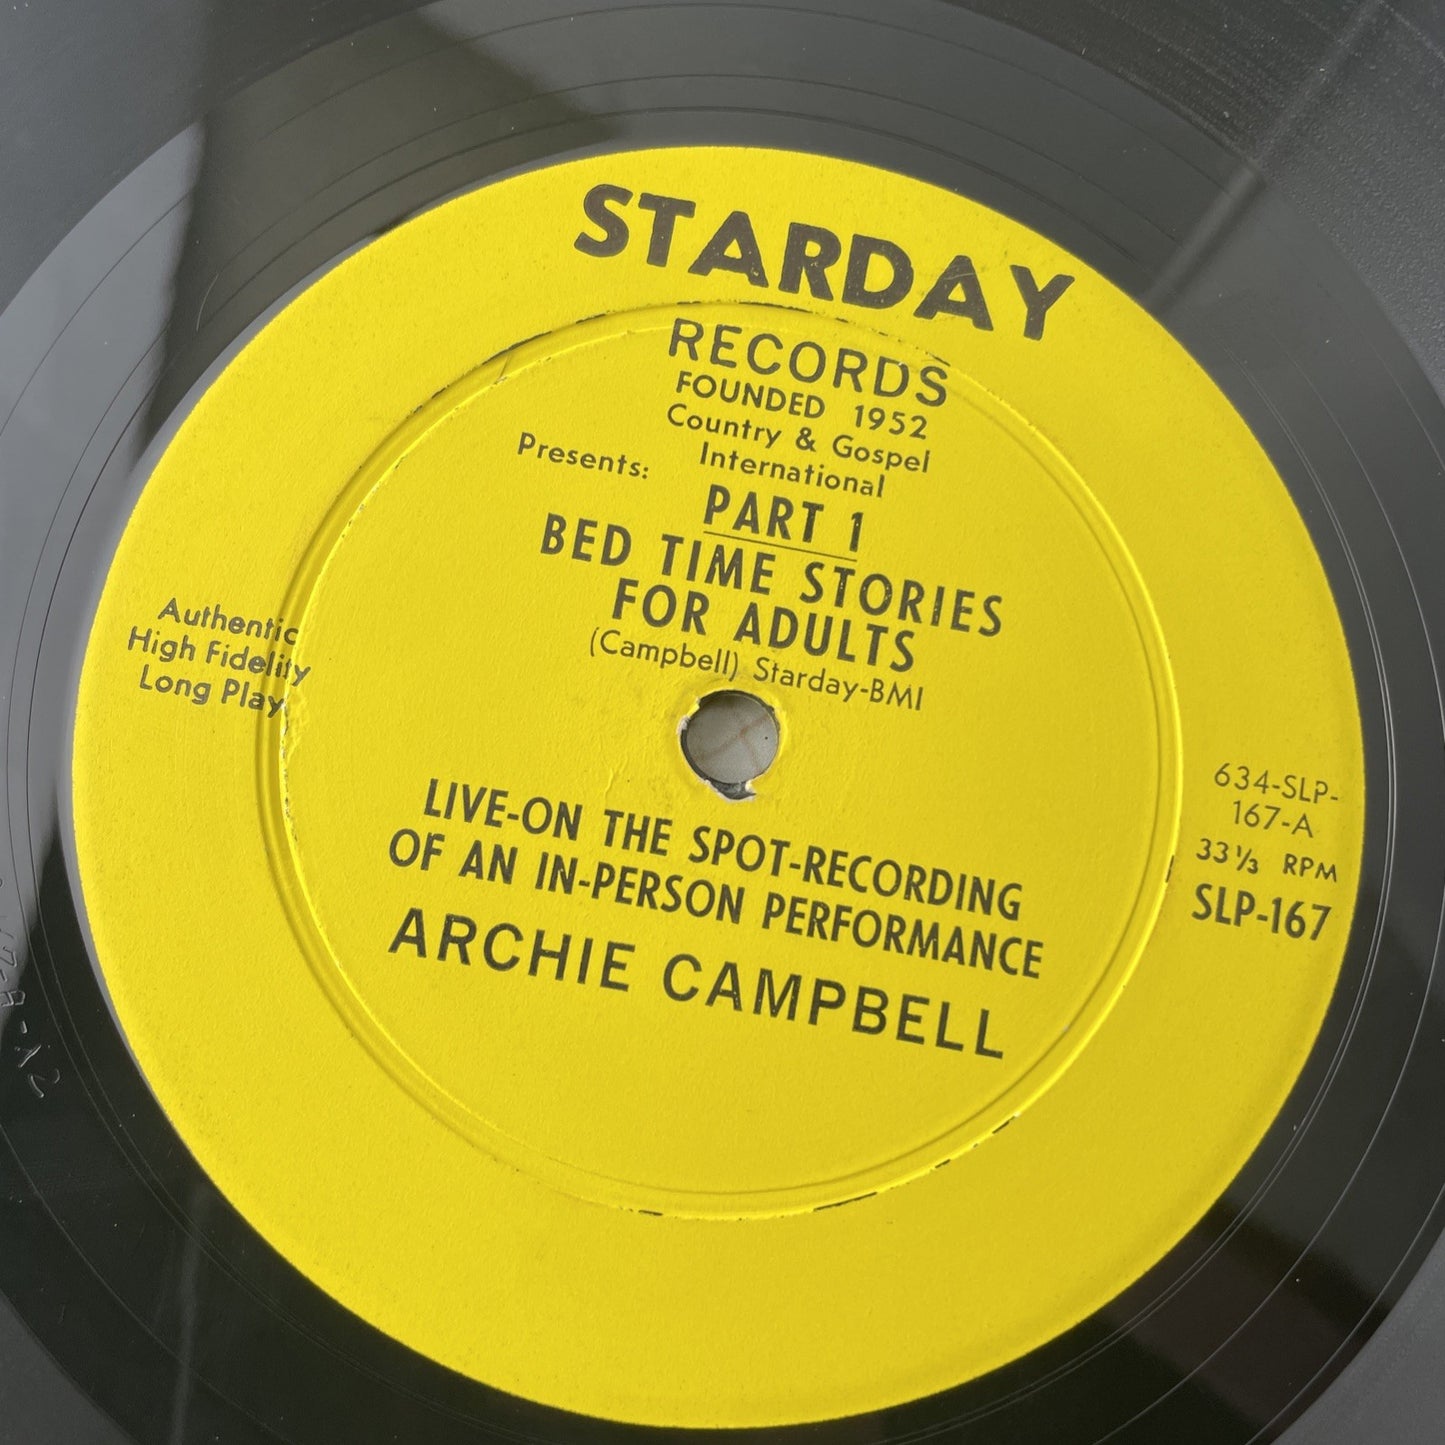 STARDAY
RECORDS
FOUNDED 1952
Country & Gospel
International
Presents:
PART 1
BED TIME STORIES
FOR ADULTS
(Campbell) Starday-BMI
Authentic
High Fidelity
Long Play
634-SLP-
167-A
33 1/3 RPM
SLP-167
LIVE-ON THE SPOT-RECORDING
OF AN IN-PERSON PERFORMANCE
ARCHIE CAMPBELL